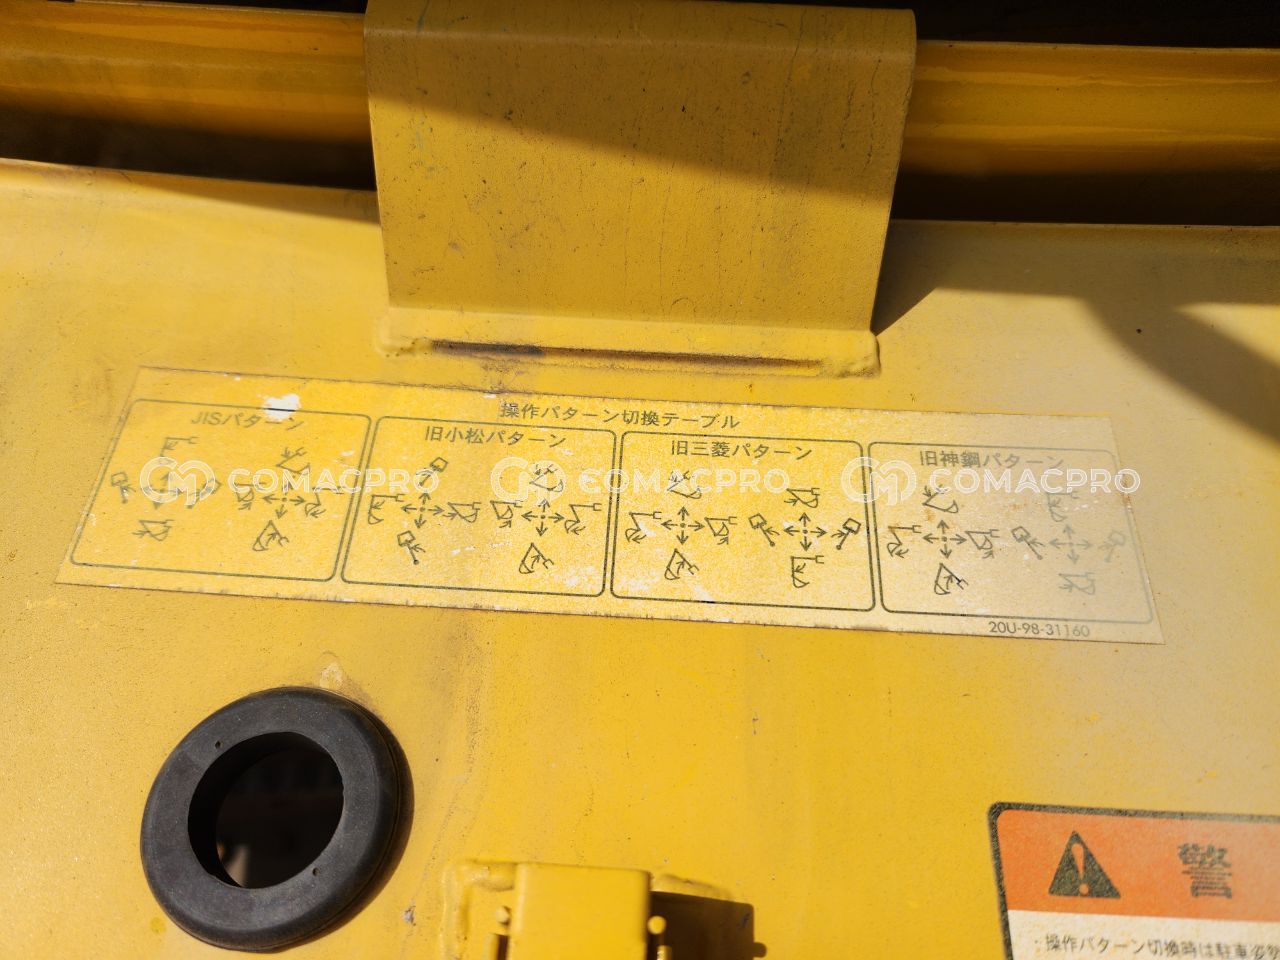 操作パターン切換テーブル
JISパターン
旧小松パターン
旧三菱パターン
旧神鋼パターン
COMACPRO COMACPRO COMACPRO
20U-98-31160
警
・操作パターン切換時は駐車姿勢